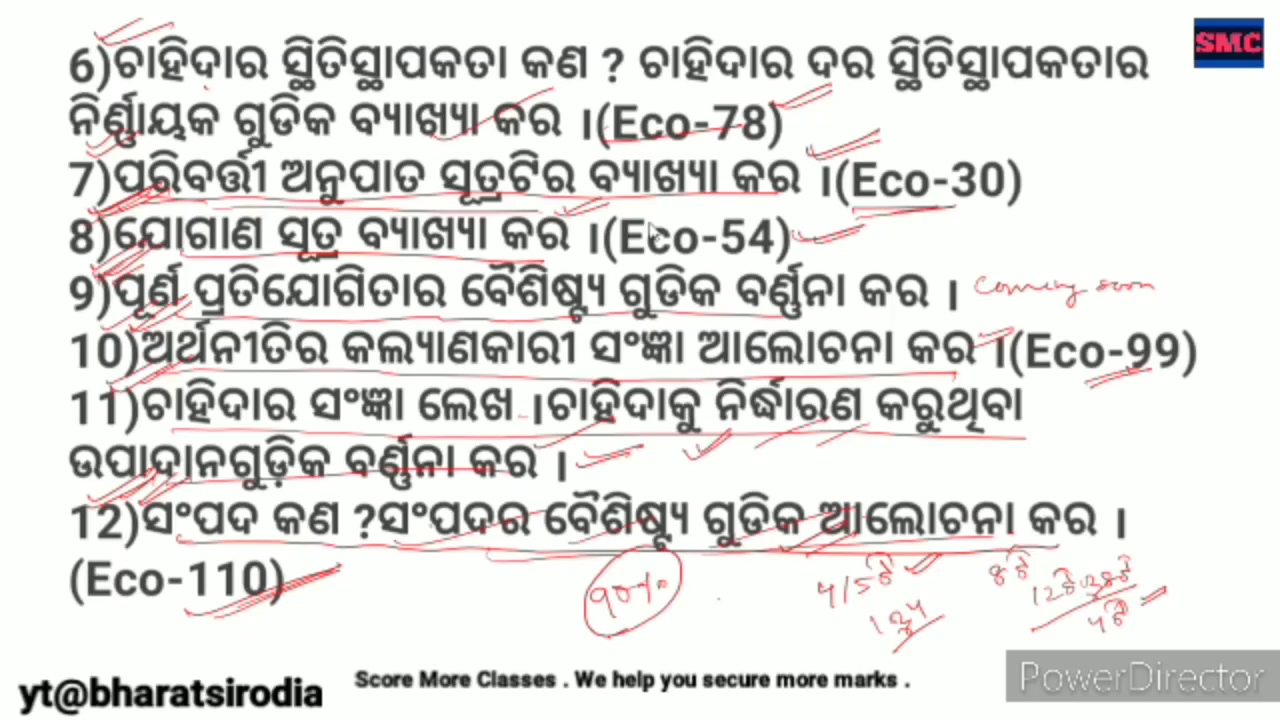 SMC
6)ଚାହିଦାର ସ୍ଥିତିସ୍ଥାପକତା କଣ ? ଚାହିଦାର ଦର ସ୍ଥିତିସ୍ଥାପକତାର
ନିର୍ଣ୍ଣାୟକ ଗୁଡିକ ବ୍ୟାଖ୍ୟା କର ।(Eco-78)
7)ପରିବର୍ତ୍ତୀ ଅନୁପାତ ସୂତ୍ରଟିର ବ୍ୟାଖ୍ୟା କର ।(Eco-30)
8)ଯୋଗାଣ ସୂତ୍ର ବ୍ୟାଖ୍ୟା କର ।(Eco-54)
9)ପୂର୍ଣ ପ୍ରତିଯୋଗିତାର ବୈଶିଷ୍ଟ୍ୟ ଗୁଡିକ ବର୍ଣ୍ଣନା କର । Coming soon
10)ଅର୍ଥନୀତିର କଲ୍ୟାଣକାରୀ ସଂଜ୍ଞା ଆଲୋଚନା କର ।(Eco-99)
11)ଚାହିଦାର ସଂଜ୍ଞା ଲେଖ ।ଚାହିଦାକୁ ନିର୍ଦ୍ଧାରଣ କରୁଥିବା
ଉପାଦାନଗୁଡ଼ିକ ବର୍ଣ୍ଣନା କର ।
12)ସଂପଦ କଣ ?ସଂପଦର ବୈଶିଷ୍ଟ୍ୟ ଗୁଡିକ ଆଲୋଚନା କର ।
(Eco-110)
90%
yt@bharatsirodia
Score More Classes . We help you secure more marks .
PowerDirector